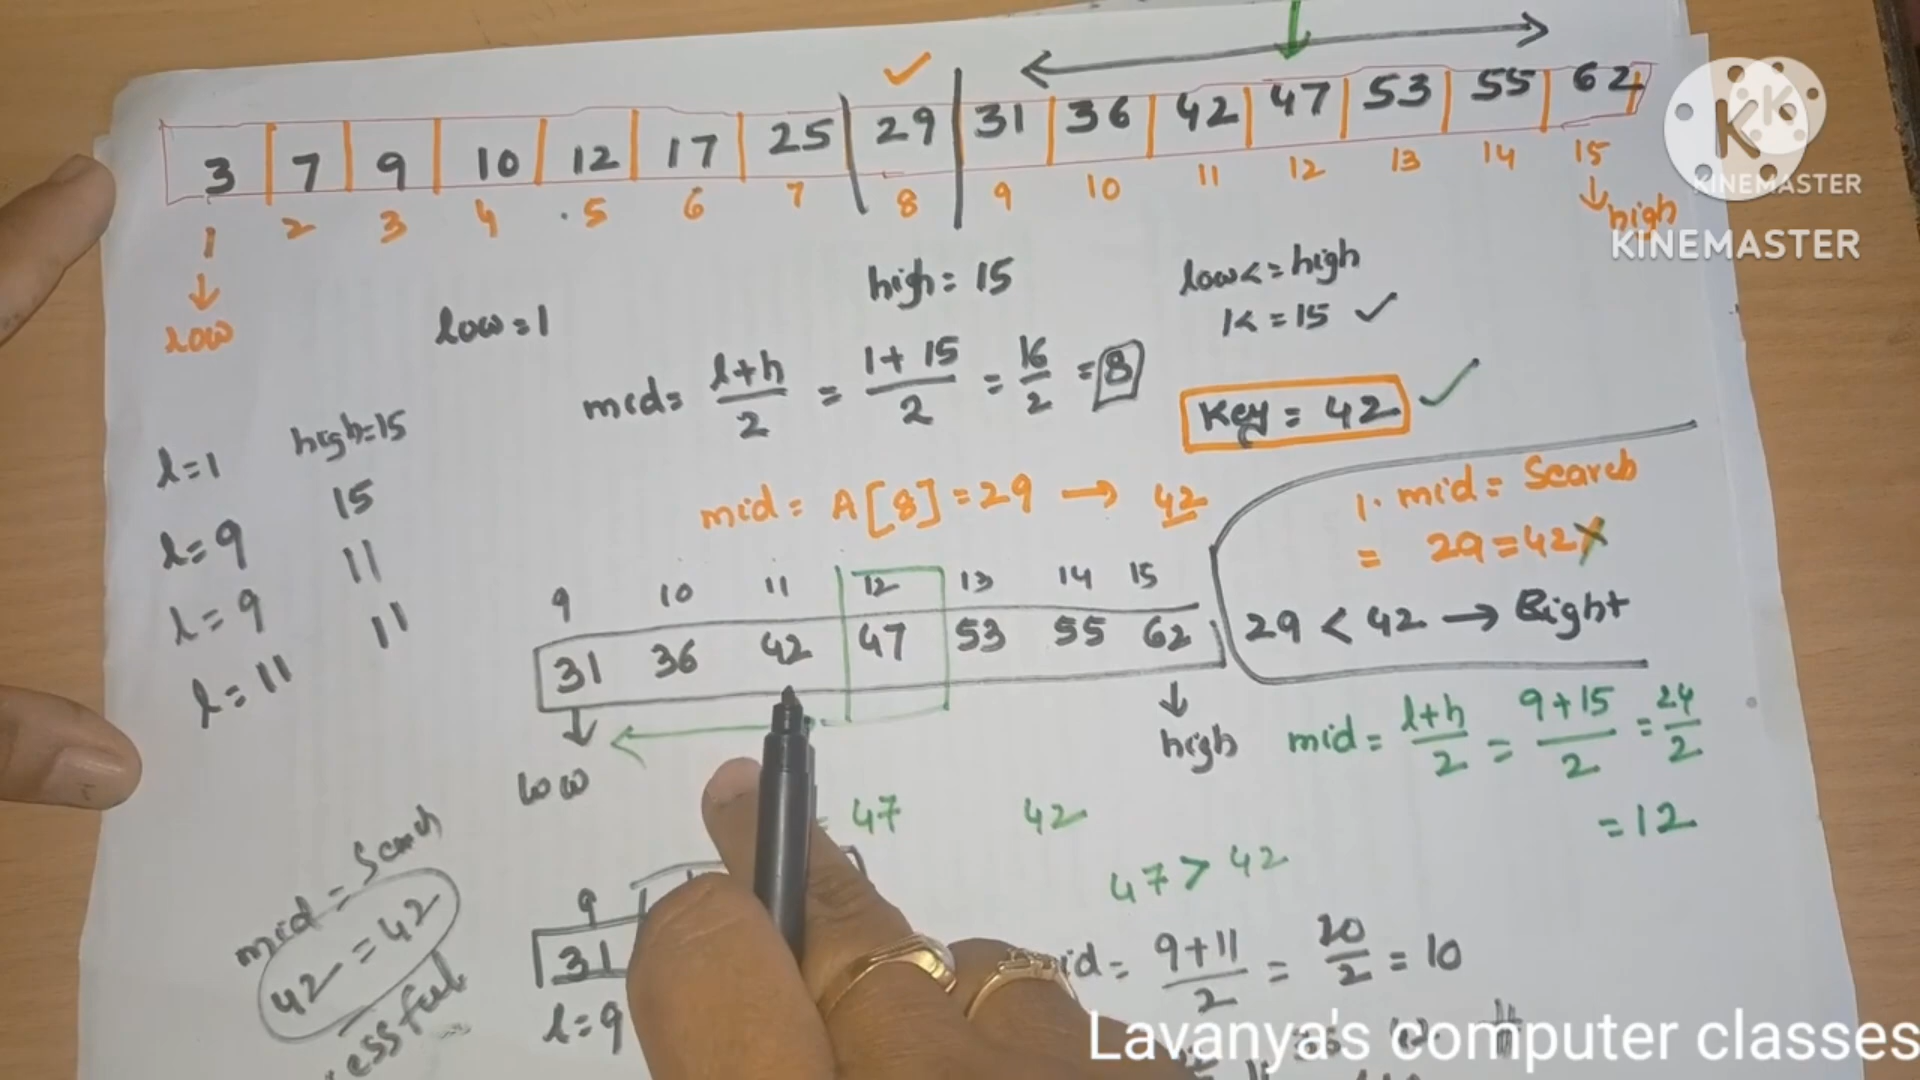 3 7 9 10 12 17 25 29 31 36 42 47 53 55 62
1 2 3 4 5 6 7 8 9 10 11 12 13 14 15
low
high
KINEMASTER
KINEMASTER
low=1
high=15
low<=high
1<=15 ✓
mid= l+h/2 = 1+15/2 = 16/2 = 8
Key = 42 ✓
l=1 high=15
l=9 15
l=9 11
l=11 11
mid= A[8]=29 → 42
1. mid= Search
= 29=42X
29 < 42 → Right
9 10 11 12 13 14 15
31 36 42 47 53 55 62
low
high
mid= l+h/2 = 9+15/2 = 24/2
=12
= 47 42
47 > 42
mid = Search
42 = 42
essful
9
31
l=9
id= 9+11/2 = 20/2 = 10
Lavanya's computer classes